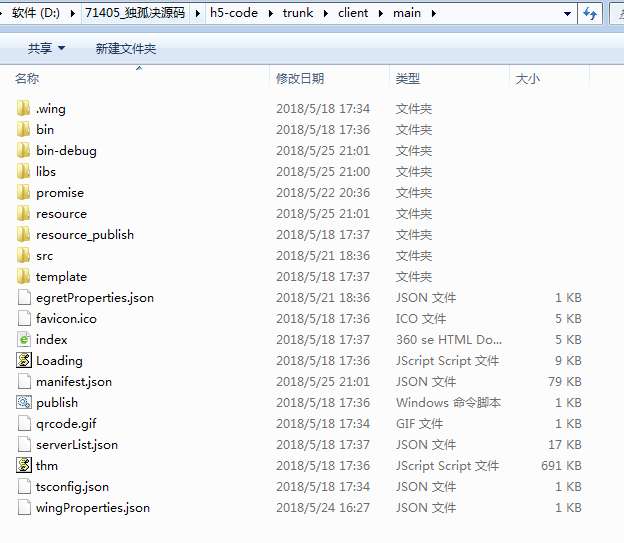 软件 (D:) 71405_独孤决源码 h5-code trunk client main
共享 新建文件夹
名称 修改日期 类型 大小
.wing 2018/5/18 17:34 文件夹
bin 2018/5/18 17:36 文件夹
bin-debug 2018/5/25 21:01 文件夹
libs 2018/5/25 21:00 文件夹
promise 2018/5/22 20:36 文件夹
resource 2018/5/25 21:01 文件夹
resource_publish 2018/5/18 17:37 文件夹
src 2018/5/21 18:36 文件夹
template 2018/5/18 17:37 文件夹
egretProperties.json 2018/5/21 18:36 JSON 文件 1 KB
favicon.ico 2018/5/18 17:36 ICO 文件 5 KB
index 2018/5/18 17:37 360 se HTML Do... 5 KB
Loading 2018/5/18 17:36 JScript Script 文件 9 KB
manifest.json 2018/5/25 21:01 JSON 文件 79 KB
publish 2018/5/18 17:36 Windows 命令脚本 1 KB
qrcode.gif 2018/5/18 17:34 GIF 文件 1 KB
serverList.json 2018/5/18 17:37 JSON 文件 17 KB
thm 2018/5/18 17:36 JScript Script 文件 691 KB
tsconfig.json 2018/5/18 17:34 JSON 文件 1 KB
wingProperties.json 2018/5/24 16:27 JSON 文件 1 KB